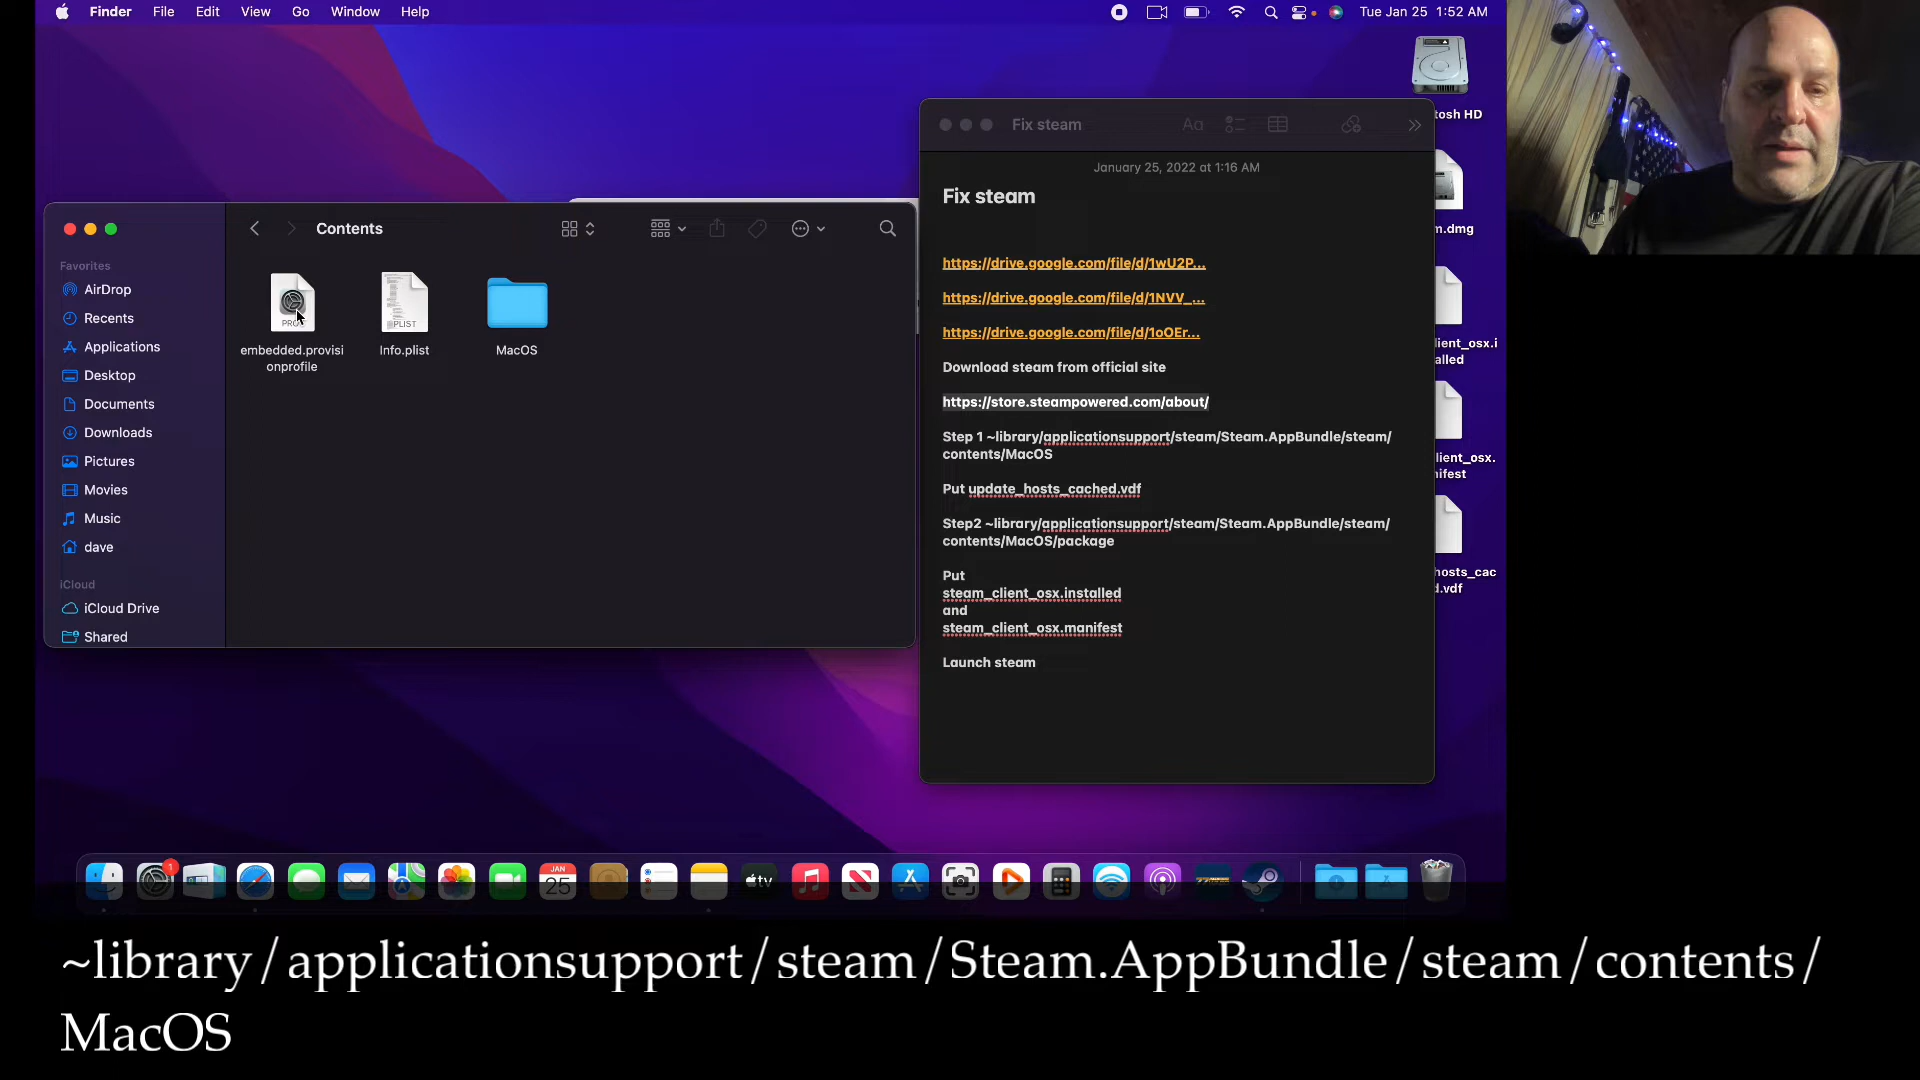 Finder File Edit View Go Window Help
Tue Jan 25 1:52 AM
tosh HD
m.dmg
lient_osx.i
alled
lient_osx.
ifest
hosts_cac
d.vdf
Contents
Favorites
AirDrop
Recents
Applications
Desktop
Documents
Downloads
Pictures
Movies
Music
dave
iCloud
iCloud Drive
Shared
PLIST
embedded.provisi
onprofile
Info.plist
MacOS
Fix steam
Aa
January 25, 2022 at 1:16 AM
Fix steam
https://drive.google.com/file/d/1wU2P...
https://drive.google.com/file/d/1NVV_...
https://drive.google.com/file/d/1oOEr...
Download steam from official site
https://store.steampowered.com/about/
Step 1 ~library/applicationsupport/steam/Steam.AppBundle/steam/
contents/MacOS
Put update_hosts_cached.vdf
Step2 ~library/applicationsupport/steam/Steam.AppBundle/steam/
contents/MacOS/package
Put
steam_client_osx.installed
and
steam_client_osx.manifest
Launch steam
1
JAN
25
tv
~library/applicationsupport/steam/Steam.AppBundle/steam/contents/
MacOS